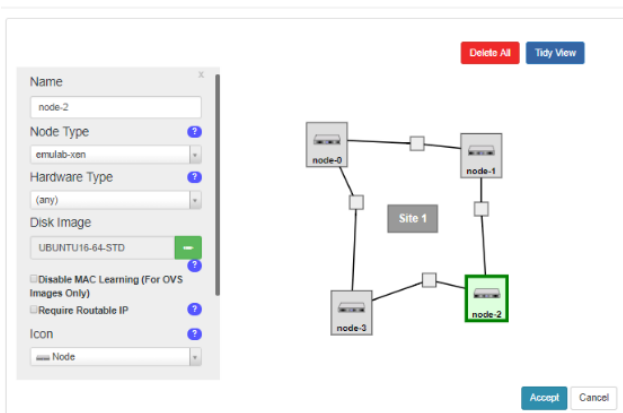 Delete All
Tidy View
Name
x
node-2
Node Type
?
emulab-xen
Hardware Type
?
(any)
Disk Image
UBUNTU16-64-STD
?
Disable MAC Learning (For OVS
Images Only)
Require Routable IP
?
Icon
?
Node
node-0
node-1
Site 1
node-3
node-2
Accept
Cancel